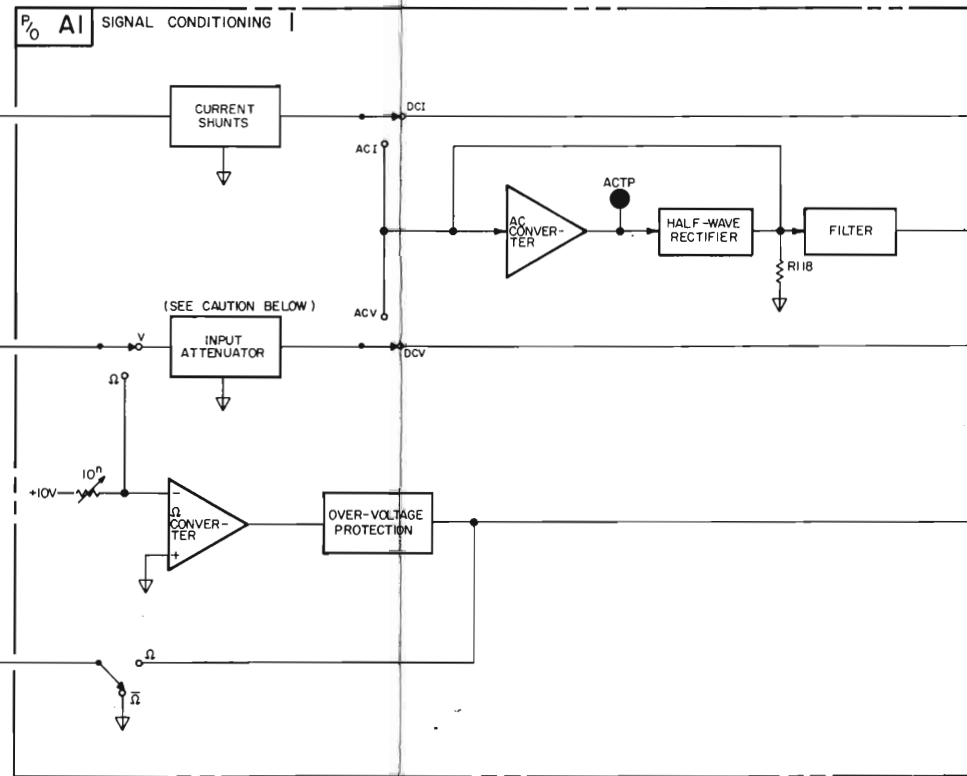 P/O A1 SIGNAL CONDITIONING
CURRENT
SHUNTS
DCI
ACI
ACTP
AC
CONVER-
TER
HALF-WAVE
RECTIFIER
FILTER
R118
(SEE CAUTION BELOW)
ACV
V
INPUT
ATTENUATOR
DCV
Ω
10ⁿ
+10V
−
Ω
CONVER-
TER
+
OVER-VOLTAGE
PROTECTION
Ω
Ω̅